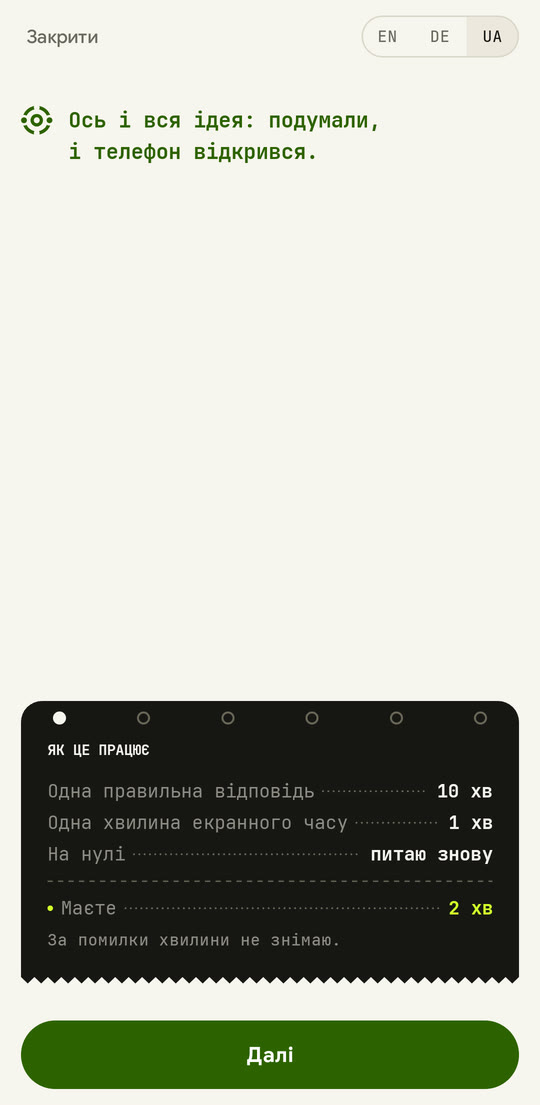 Закрити
EN DE UA
Ось і вся ідея: подумали,
і телефон відкрився.
ЯК ЦЕ ПРАЦЮЄ
Одна правильна відповідь 10 хв
Одна хвилина екранного часу 1 хв
На нулі питаю знову
Маєте 2 хв
За помилки хвилини не знімаю.
Далі